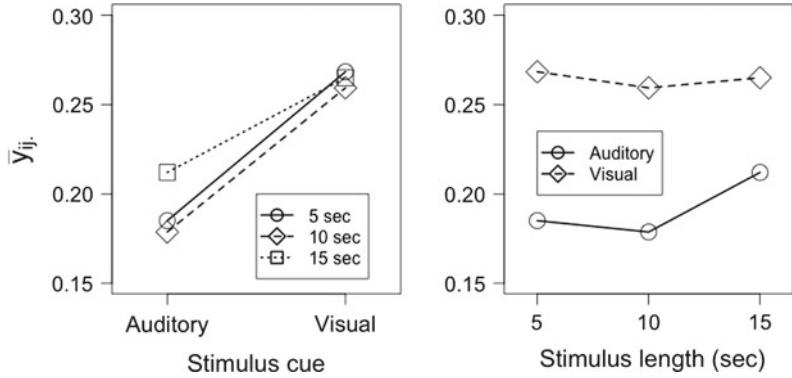 0.30
0.25
0.20
0.15
y̅ij.
5 sec
10 sec
15 sec
Auditory
Visual
Stimulus cue
0.30
0.25
0.20
0.15
Auditory
Visual
5
10
15
Stimulus length (sec)